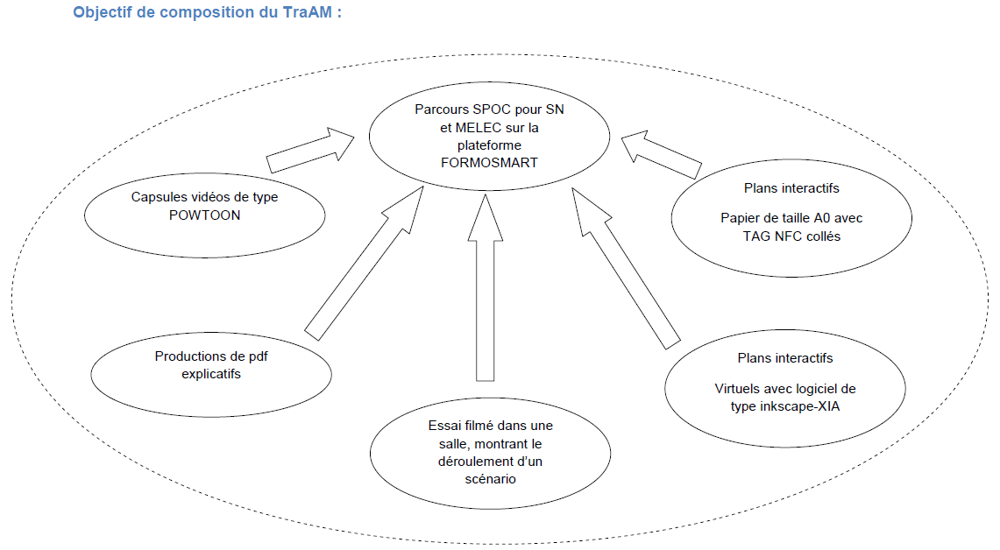 Objectif de composition du TraAM :
Parcours SPOC pour SN
et MELEC sur la
plateforme
FORMOSMART
Capsules vidéos de type
POWTOON
Plans interactifs
Papier de taille A0 avec
TAG NFC collés
Productions de pdf
explicatifs
Plans interactifs
Virtuels avec logiciel de
type inkscape-XIA
Essai filmé dans une
salle, montrant le
déroulement d’un
scénario